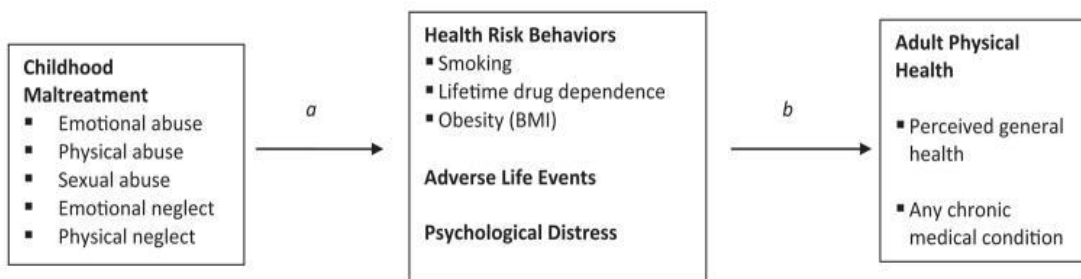 Childhood
Maltreatment
▪ Emotional abuse
▪ Physical abuse
▪ Sexual abuse
▪ Emotional neglect
▪ Physical neglect
a
Health Risk Behaviors
▪ Smoking
▪ Lifetime drug dependence
▪ Obesity (BMI)
Adverse Life Events
Psychological Distress
b
Adult Physical
Health
▪ Perceived general
health
▪ Any chronic
medical condition